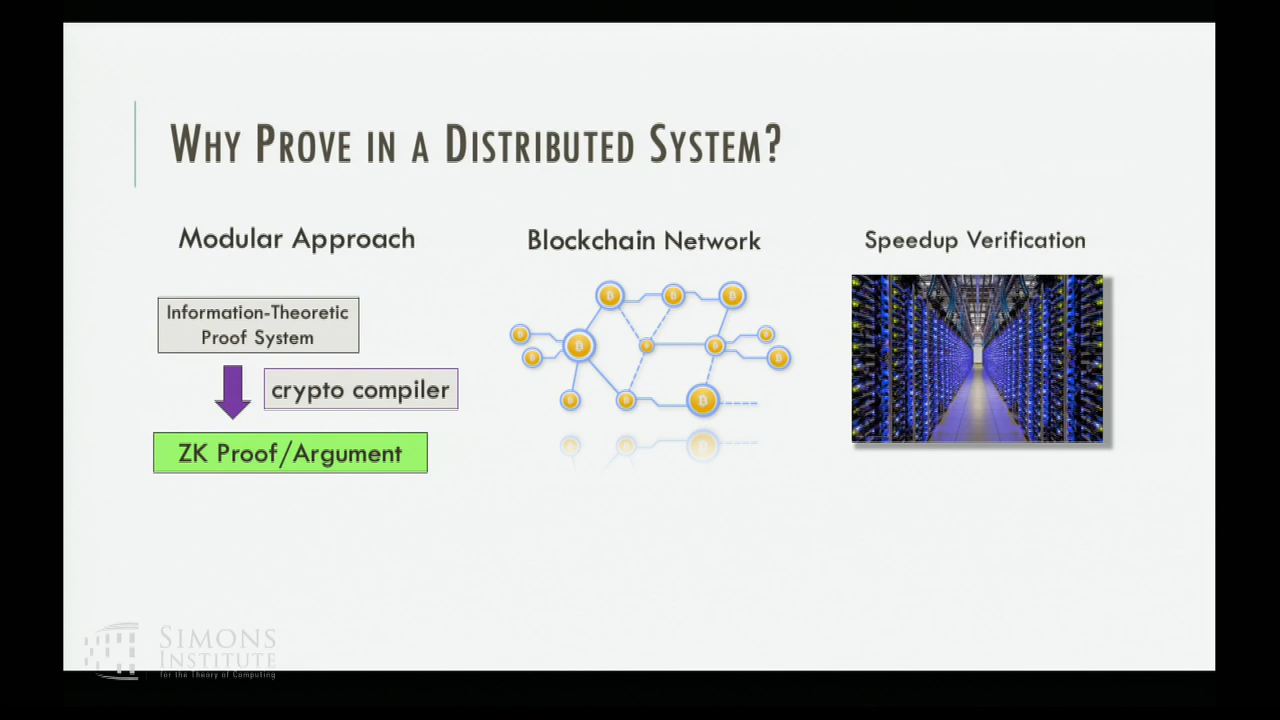 WHY PROVE IN A DISTRIBUTED SYSTEM?
Modular Approach
Information-Theoretic
Proof System
crypto compiler
ZK Proof/Argument
Blockchain Network
Speedup Verification
SIMONS
INSTITUTE
for the Theory of Computing